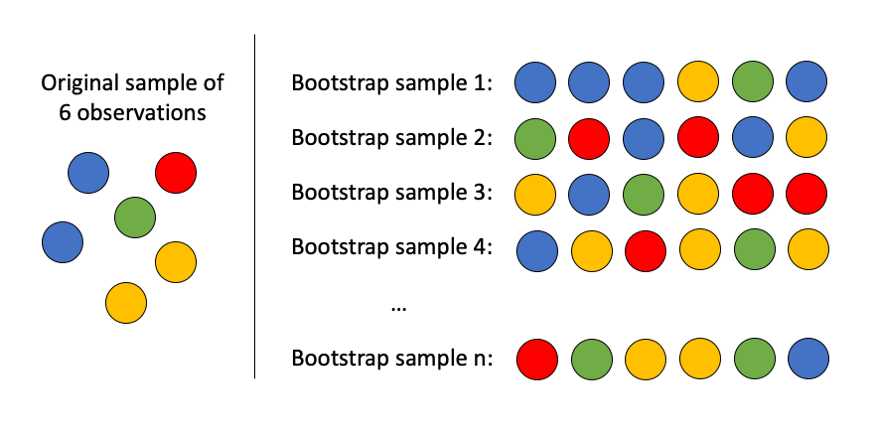 Original sample of
6 observations
Bootstrap sample 1:
Bootstrap sample 2:
Bootstrap sample 3:
Bootstrap sample 4:
...
Bootstrap sample n: